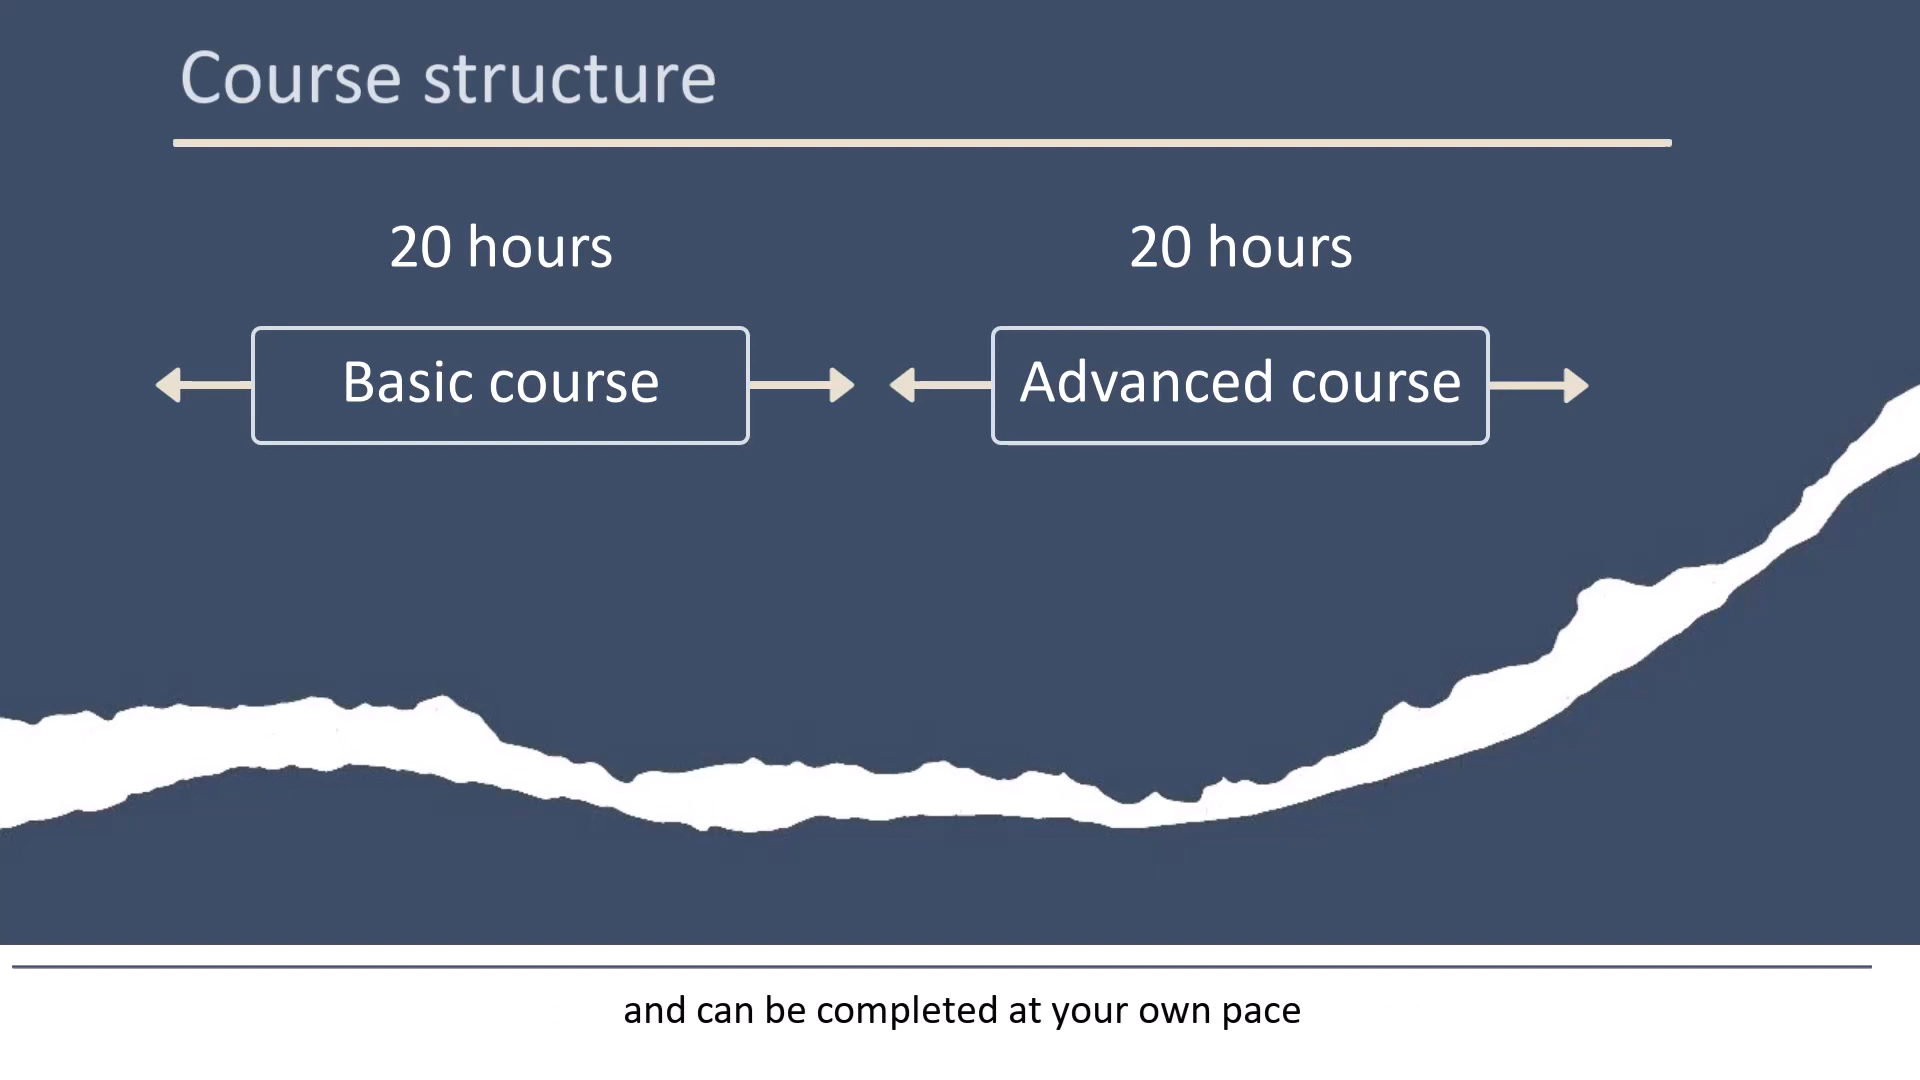 Course structure
20 hours
20 hours
Basic course
Advanced course
and can be completed at your own pace